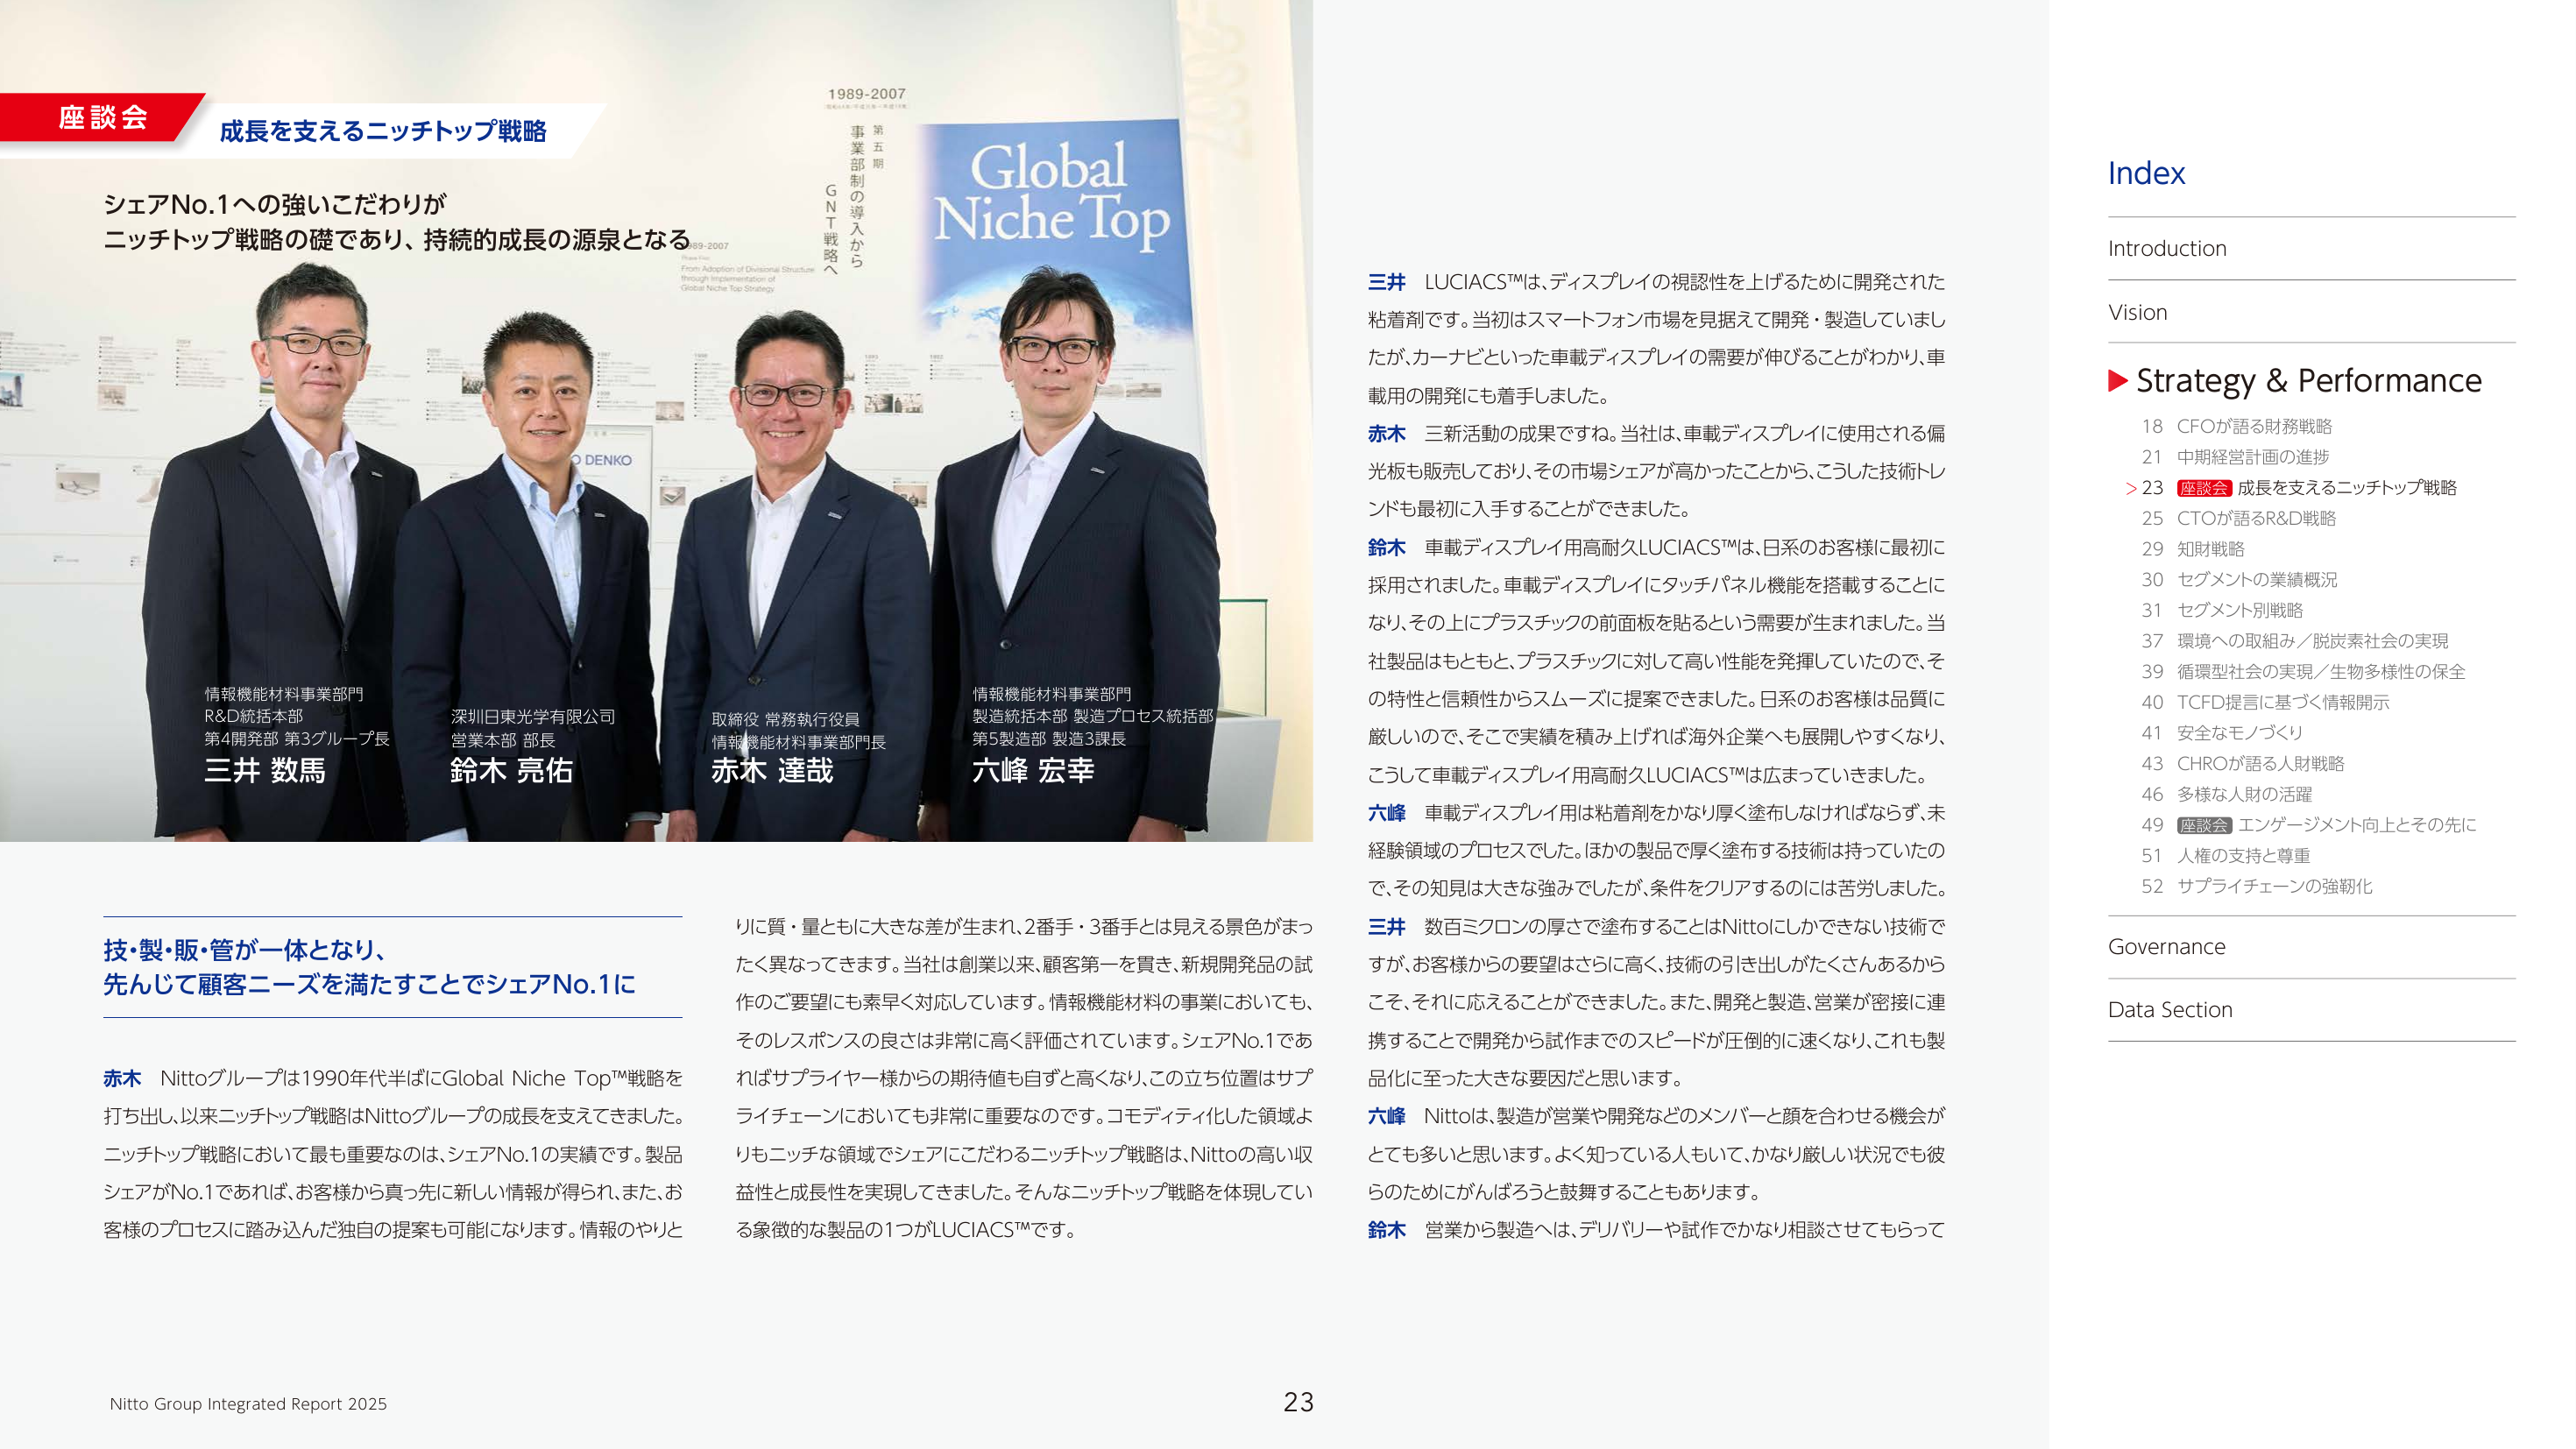 座談会
成長を支えるニッチトップ戦略
シェアNo.1への強いこだわりが
ニッチトップ戦略の礎であり、持続的成長の源泉となる
1989-2007
第五期
事業部制の導入から
GNT戦略へ
Global
Niche Top
1989-2007
From Adoption of Divisional Structure
through Implementation of
Global Niche Top Strategy
DENKO
情報機能材料事業部門
R&D統括本部
第4開発部 第3グループ長
三井 数馬
深圳日東光学有限公司
営業本部 部長
鈴木 亮佑
取締役 常務執行役員
情報機能材料事業部門長
赤木 達哉
情報機能材料事業部門
製造統括本部 製造プロセス統括部
第5製造部 製造3課長
六峰 宏幸
技・製・販・管が一体となり、
先んじて顧客ニーズを満たすことでシェアNo.1に
赤木　Nittoグループは1990年代半ばにGlobal Niche Top™戦略を
打ち出し、以来ニッチトップ戦略はNittoグループの成長を支えてきました。
ニッチトップ戦略において最も重要なのは、シェアNo.1の実績です。製品
シェアがNo.1であれば、お客様から真っ先に新しい情報が得られ、また、お
客様のプロセスに踏み込んだ独自の提案も可能になります。情報のやりと
りに質・量ともに大きな差が生まれ、2番手・3番手とは見える景色がまっ
たく異なってきます。当社は創業以来、顧客第一を貫き、新規開発品の試
作のご要望にも素早く対応しています。情報機能材料の事業においても、
そのレスポンスの良さは非常に高く評価されています。シェアNo.1であ
ればサプライヤー様からの期待値も自ずと高くなり、この立ち位置はサプ
ライチェーンにおいても非常に重要なのです。コモディティ化した領域よ
りもニッチな領域でシェアにこだわるニッチトップ戦略は、Nittoの高い収
益性と成長性を実現してきました。そんなニッチトップ戦略を体現してい
る象徴的な製品の1つがLUCIACS™です。
三井　LUCIACS™は、ディスプレイの視認性を上げるために開発された
粘着剤です。当初はスマートフォン市場を見据えて開発・製造していまし
たが、カーナビといった車載ディスプレイの需要が伸びることがわかり、車
載用の開発にも着手しました。
赤木　三新活動の成果ですね。当社は、車載ディスプレイに使用される偏
光板も販売しており、その市場シェアが高かったことから、こうした技術トレ
ンドも最初に入手することができました。
鈴木　車載ディスプレイ用高耐久LUCIACS™は、日系のお客様に最初に
採用されました。車載ディスプレイにタッチパネル機能を搭載することに
なり、その上にプラスチックの前面板を貼るという需要が生まれました。当
社製品はもともと、プラスチックに対して高い性能を発揮していたので、そ
の特性と信頼性からスムーズに提案できました。日系のお客様は品質に
厳しいので、そこで実績を積み上げれば海外企業へも展開しやすくなり、
こうして車載ディスプレイ用高耐久LUCIACS™は広まっていきました。
六峰　車載ディスプレイ用は粘着剤をかなり厚く塗布しなければならず、未
経験領域のプロセスでした。ほかの製品で厚く塗布する技術は持っていたの
で、その知見は大きな強みでしたが、条件をクリアするのには苦労しました。
三井　数百ミクロンの厚さで塗布することはNittoにしかできない技術で
すが、お客様からの要望はさらに高く、技術の引き出しがたくさんあるから
こそ、それに応えることができました。また、開発と製造、営業が密接に連
携することで開発から試作までのスピードが圧倒的に速くなり、これも製
品化に至った大きな要因だと思います。
六峰　Nittoは、製造が営業や開発などのメンバーと顔を合わせる機会が
とても多いと思います。よく知っている人もいて、かなり厳しい状況でも彼
らのためにがんばろうと鼓舞することもあります。
鈴木　営業から製造へは、デリバリーや試作でかなり相談させてもらって
Index
Introduction
Vision
Strategy & Performance
18 CFOが語る財務戦略
21 中期経営計画の進捗
> 23 座談会 成長を支えるニッチトップ戦略
25 CTOが語るR&D戦略
29 知財戦略
30 セグメントの業績概況
31 セグメント別戦略
37 環境への取組み／脱炭素社会の実現
39 循環型社会の実現／生物多様性の保全
40 TCFD提言に基づく情報開示
41 安全なモノづくり
43 CHROが語る人財戦略
46 多様な人財の活躍
49 座談会 エンゲージメント向上とその先に
51 人権の支持と尊重
52 サプライチェーンの強靭化
Governance
Data Section
Nitto Group Integrated Report 2025
23